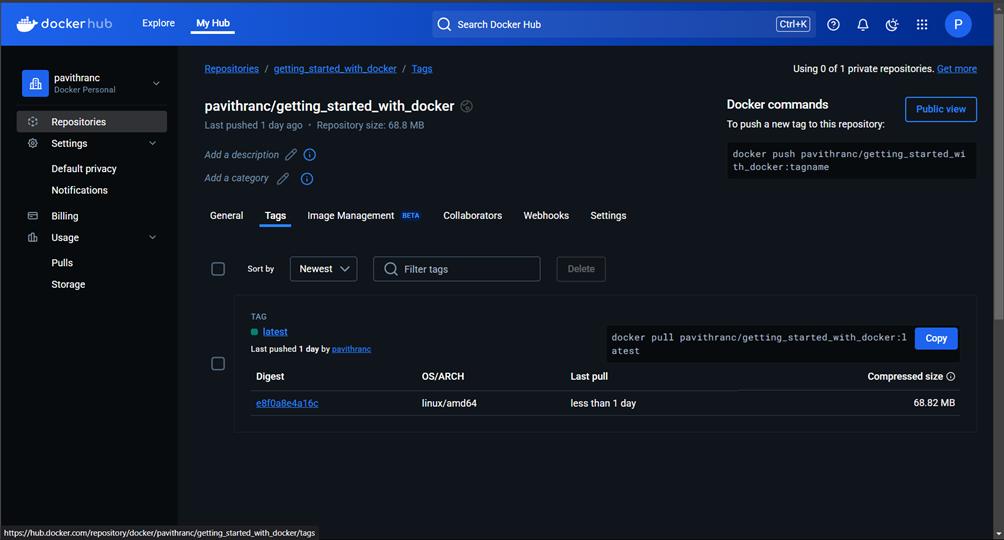 dockerhub
Explore
My Hub
Search Docker Hub
Ctrl+K
P
pavithranc
Docker Personal
Repositories
Settings
Default privacy
Notifications
Billing
Usage
Pulls
Storage
Repositories / getting_started_with_docker / Tags
Using 0 of 1 private repositories. Get more
pavithranc/getting_started_with_docker
Last pushed 1 day ago • Repository size: 68.8 MB
Add a description
Add a category
Docker commands
Public view
To push a new tag to this repository:
docker push pavithranc/getting_started_wi
th_docker:tagname
General
Tags
Image Management BETA
Collaborators
Webhooks
Settings
Sort by
Newest
Filter tags
Delete
TAG
latest
Last pushed 1 day by pavithranc
docker pull pavithranc/getting_started_with_docker:l
atest
Copy
Digest OS/ARCH Last pull Compressed size
e8f0a8e4a16c linux/amd64 less than 1 day 68.82 MB
https://hub.docker.com/repository/docker/pavithranc/getting_started_with_docker/tags